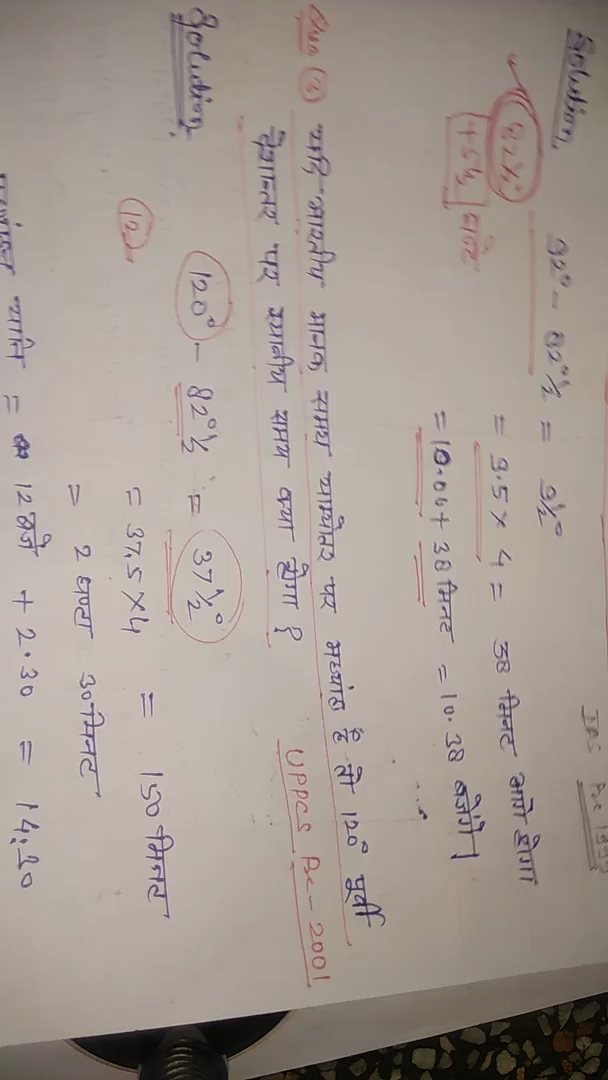 IAS Pre 199
Solution,
92° - 82°½ = 9½°
82½°
= 9.5 × 4 = 38 मिनट आगे होगा
+5½ घंटे
= 10.00 + 38 मिनट = 10.38 बजेंगे।
Que (3) यदि भारतीय मानक समय याम्योत्तर पर मध्यांह है तो 120° पूर्वी
देशान्तर पर स्थानीय समय क्या होगा ? UPPCS Pre - 2001
Solution,
120° - 82°½ = 37½°
12
= 37.5 × 4 = 150 मिनट
= 2 घण्टा 30 मिनट
यानि = 12 बजे + 2.30 = 14.30